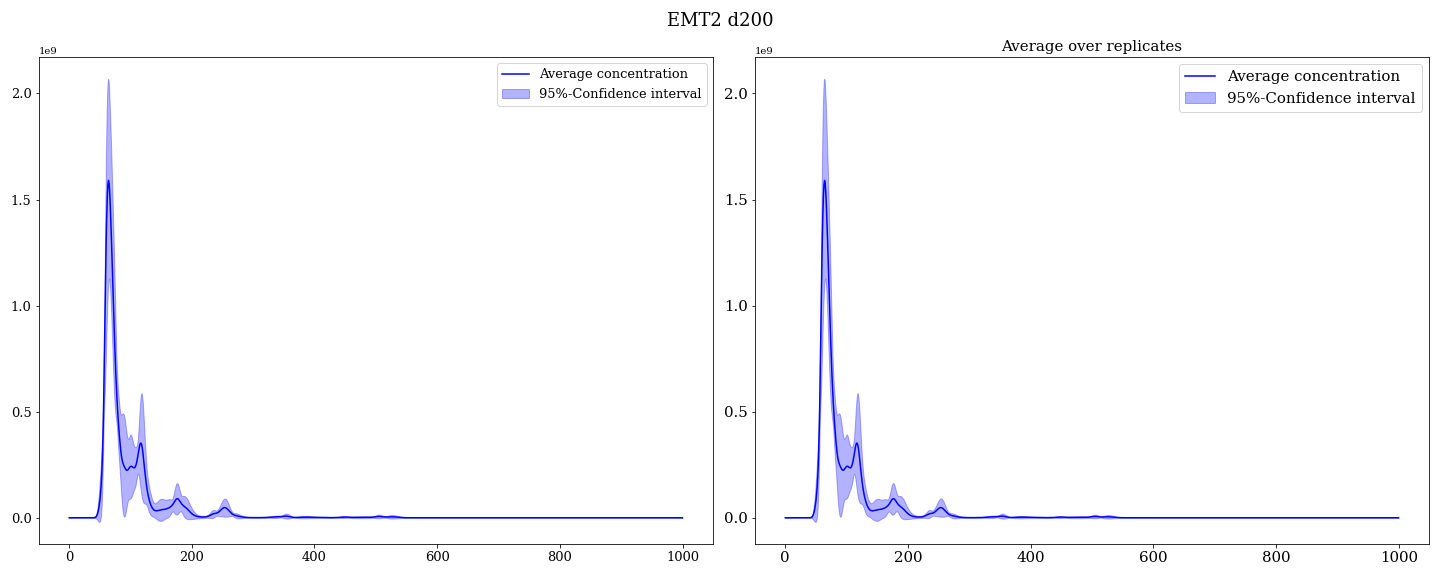 EMT2 d200
1e9
Average concentration
95%-Confidence interval
2.0
1.5
1.0
0.5
0.0
0 200 400 600 800 1000
Average over replicates
1e9
Average concentration
95%-Confidence interval
2.0
1.5
1.0
0.5
0.0
0 200 400 600 800 1000